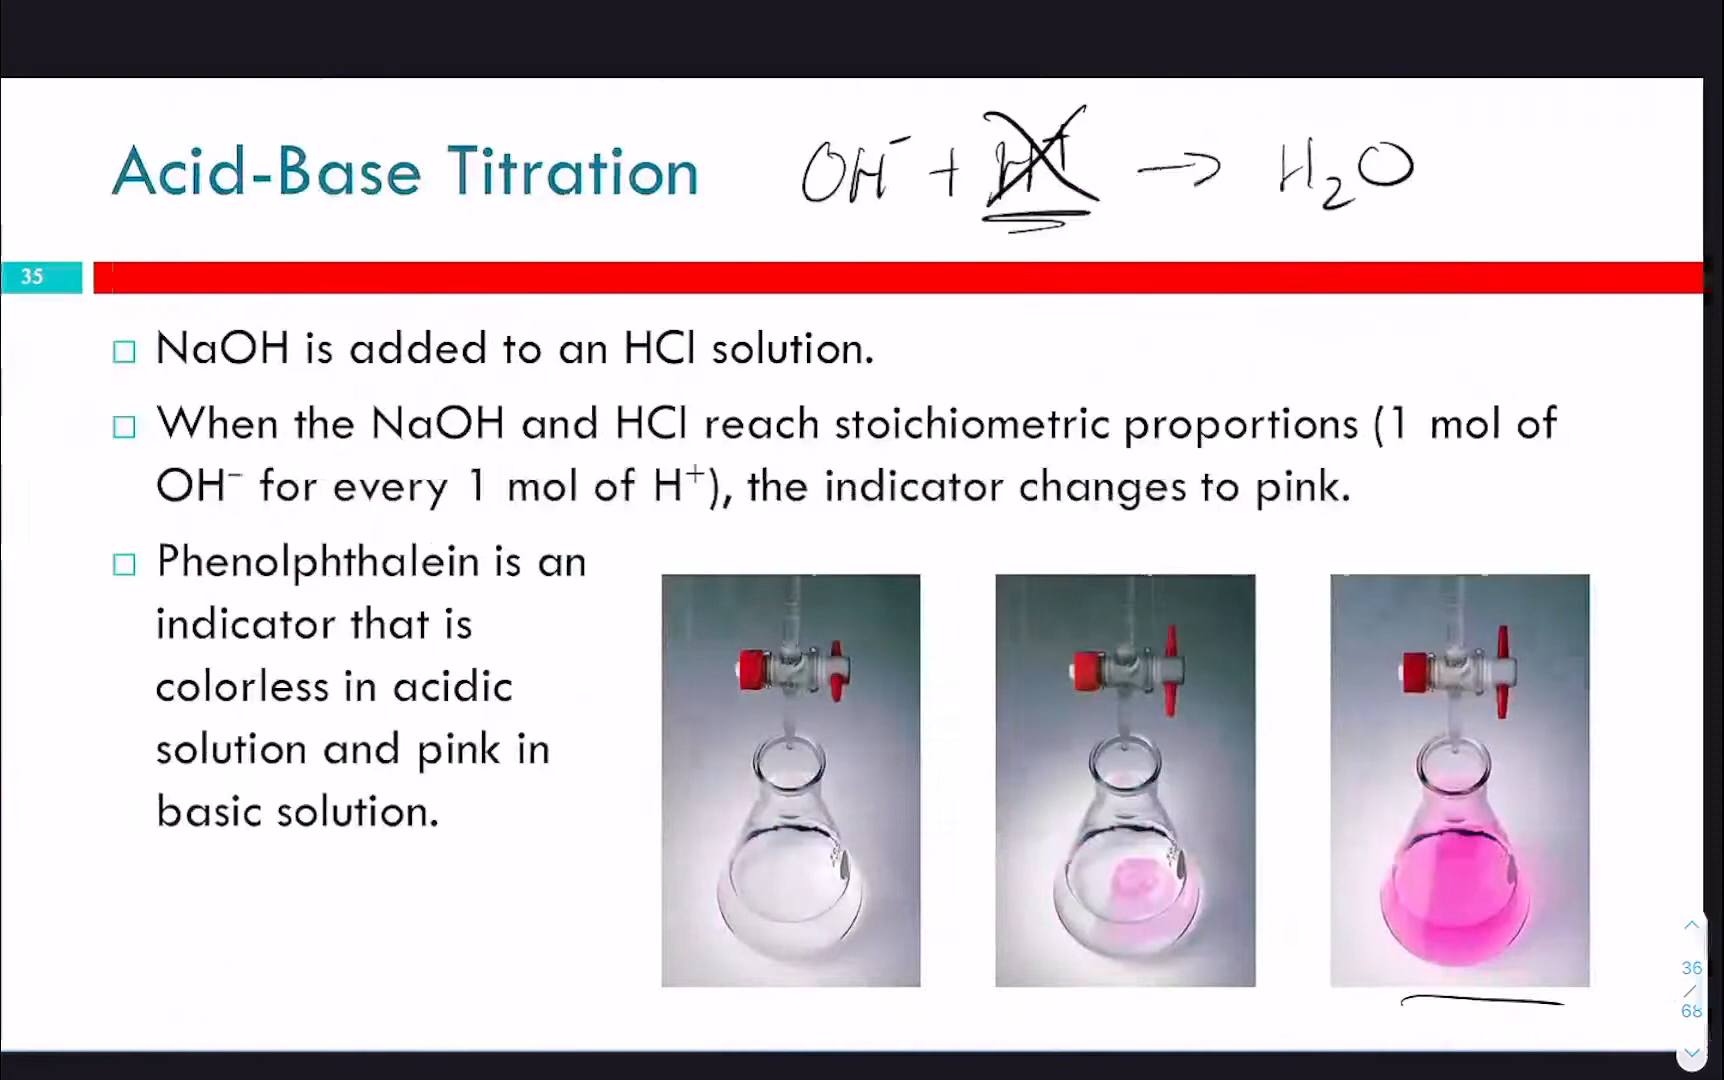 Acid-Base Titration
OH⁻ + H⁺ → H₂O
35
NaOH is added to an HCl solution.
When the NaOH and HCl reach stoichiometric proportions (1 mol of
OH⁻ for every 1 mol of H⁺), the indicator changes to pink.
Phenolphthalein is an
indicator that is
colorless in acidic
solution and pink in
basic solution.
36
/
68